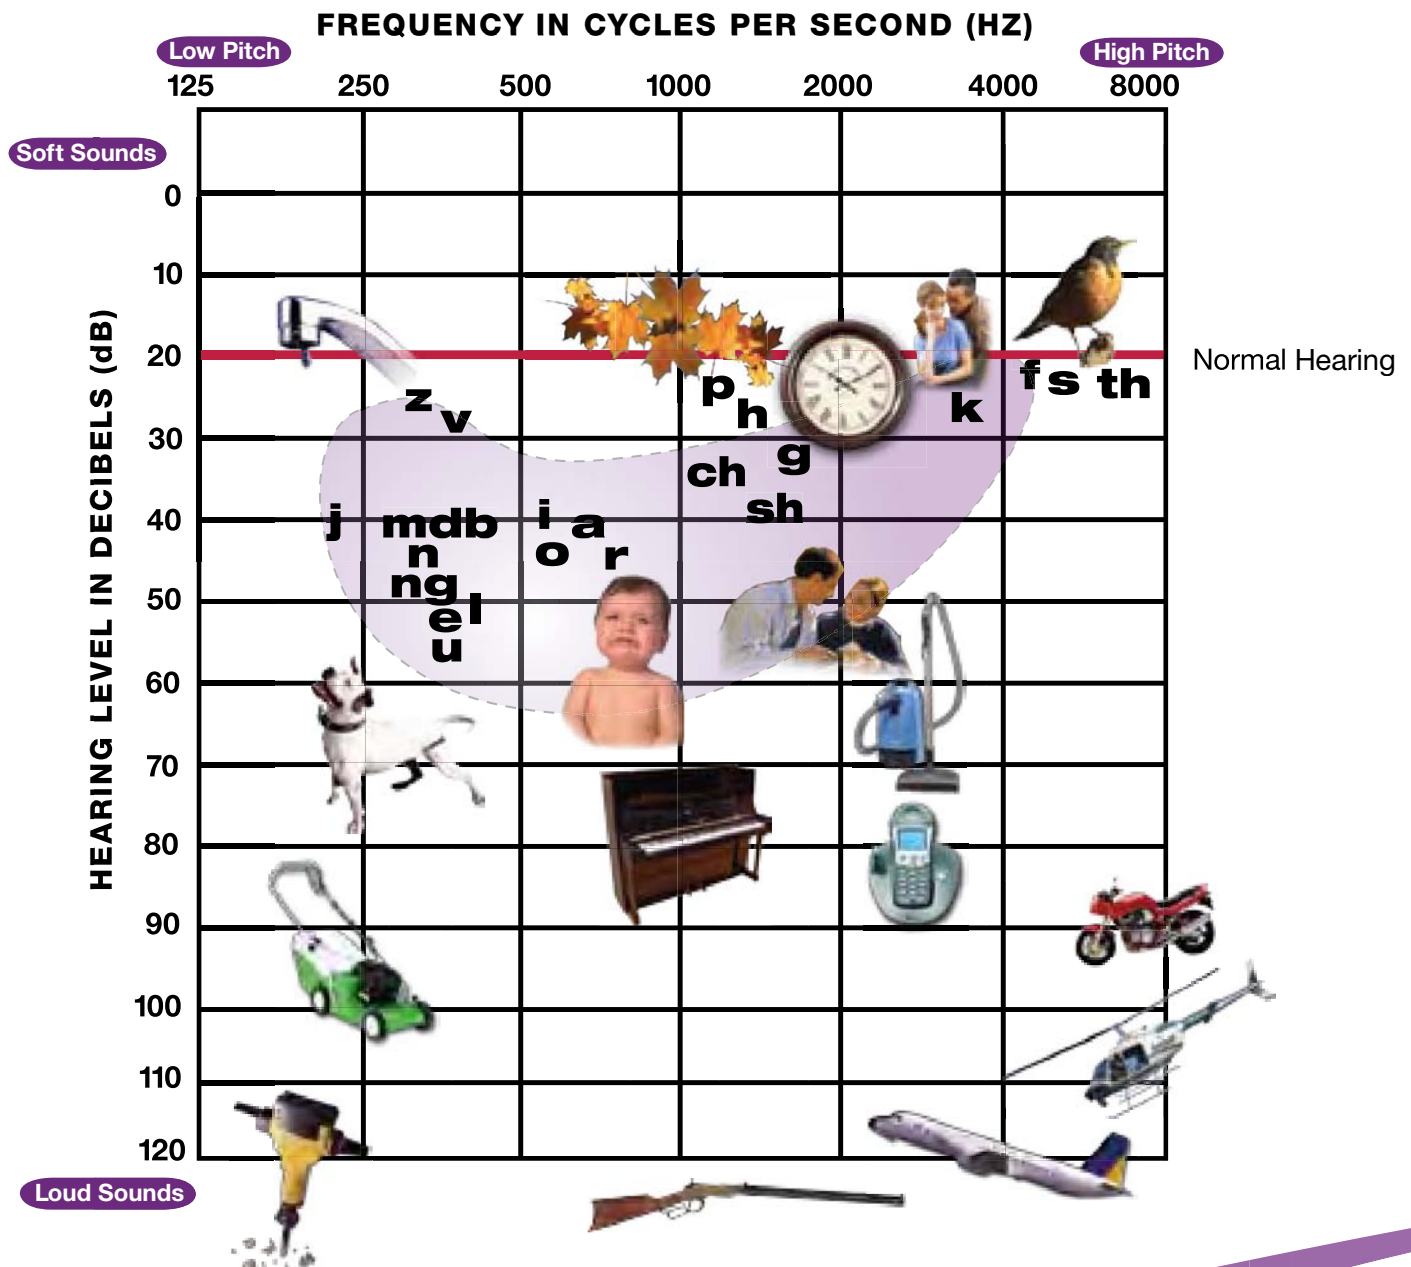 FREQUENCY IN CYCLES PER SECOND (HZ)
Low Pitch
High Pitch
125 250 500 1000 2000 4000 8000
Soft Sounds
0
10
20
Normal Hearing
30
40
50
60
70
80
90
100
110
120
HEARING LEVEL IN DECIBELS (dB)
Loud Sounds
z
v
p
h
k
f s th
g
ch
sh
j
mdb
i a
n
o r
ng
e l
u